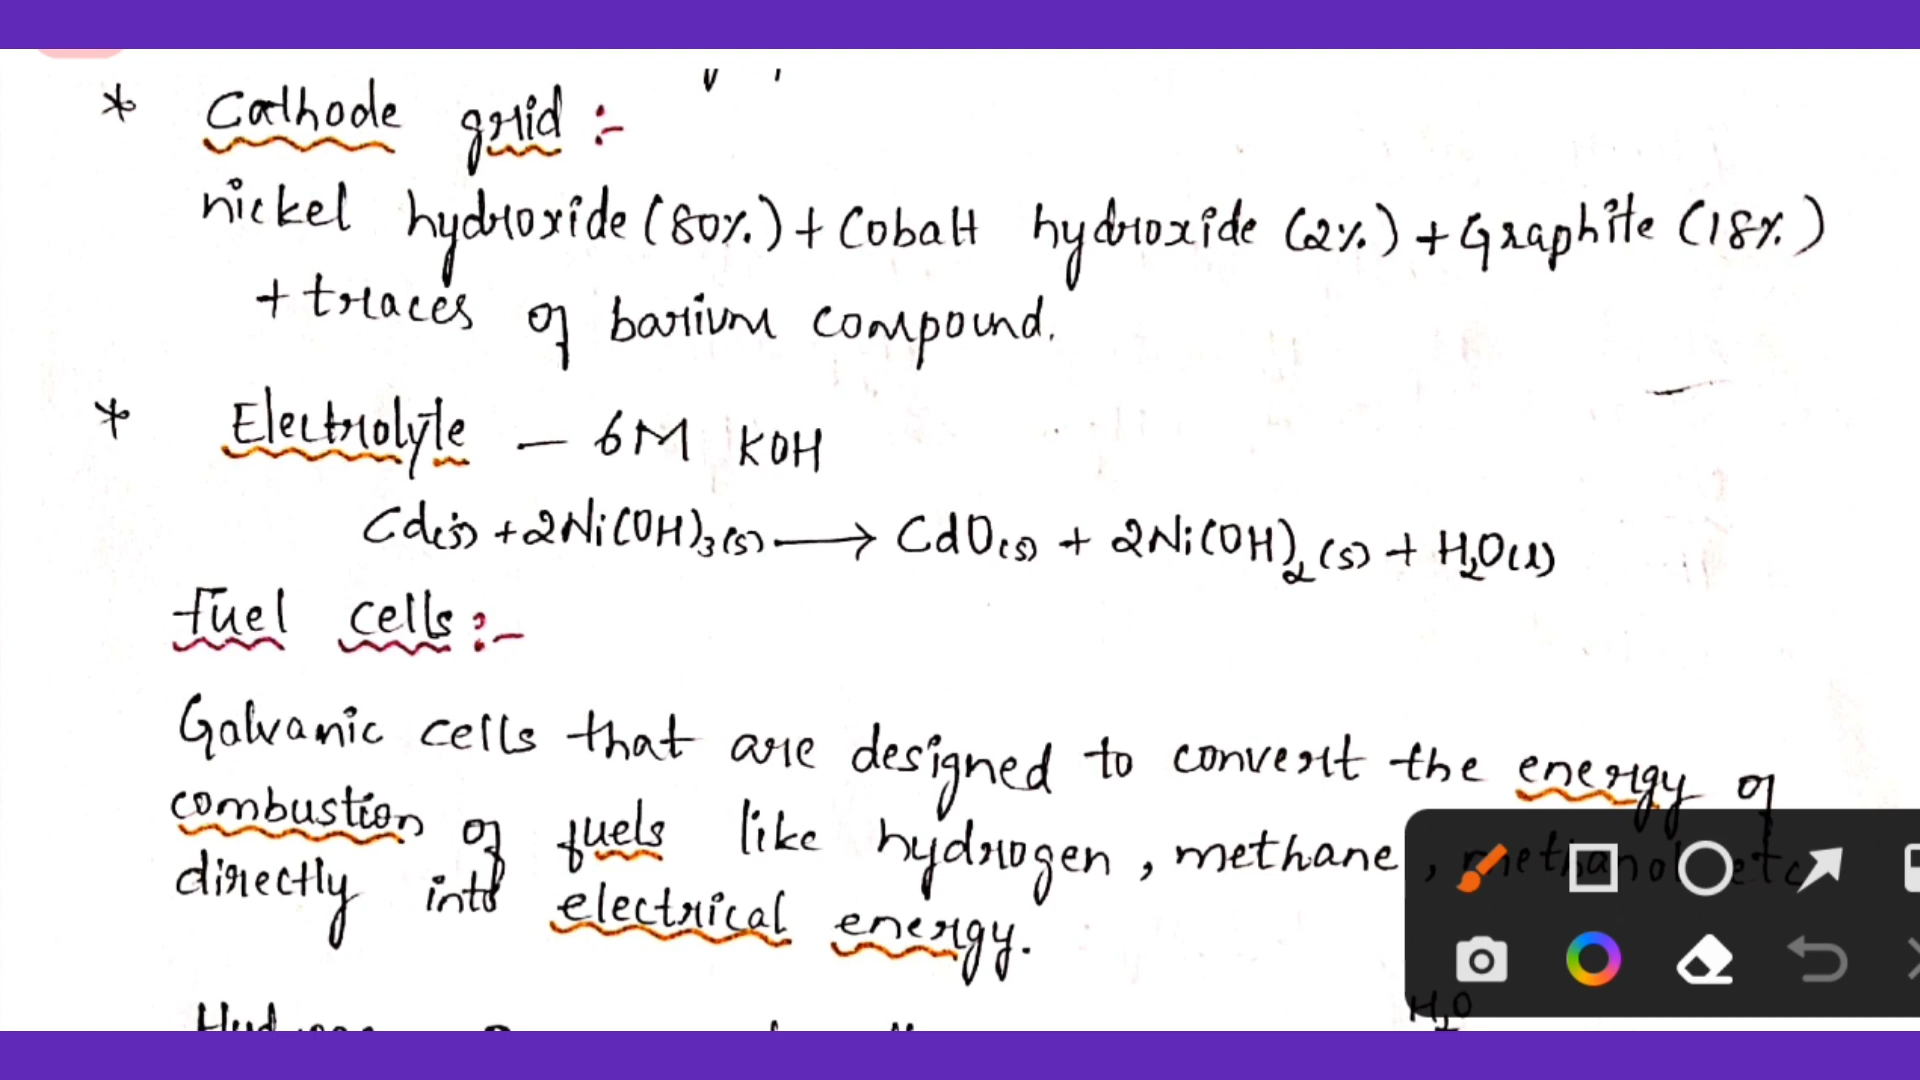 * Cathode grid :-
nickel hydroxide (80%) + Cobalt hydroxide (2%) + Graphite (18%)
+ traces of barium compound.
* Electrolyte - 6M KOH
Cd(s) + 2Ni(OH)3(s) → CdO(s) + 2Ni(OH)2(s) + H2O(l)
fuel cells :-
Galvanic cells that are designed to convert the energy of
combustion of fuels like hydrogen, methane, methanol etc
directly into electrical energy.
H2O